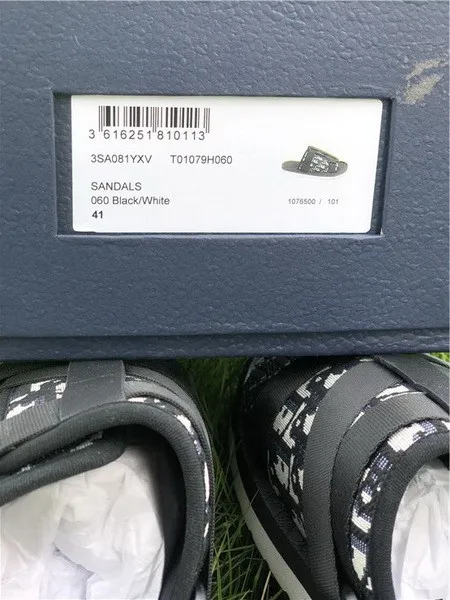 3 616251 810113
3SA081YXV T01079H060
SANDALS
060 Black/White
41
1076500 / 101